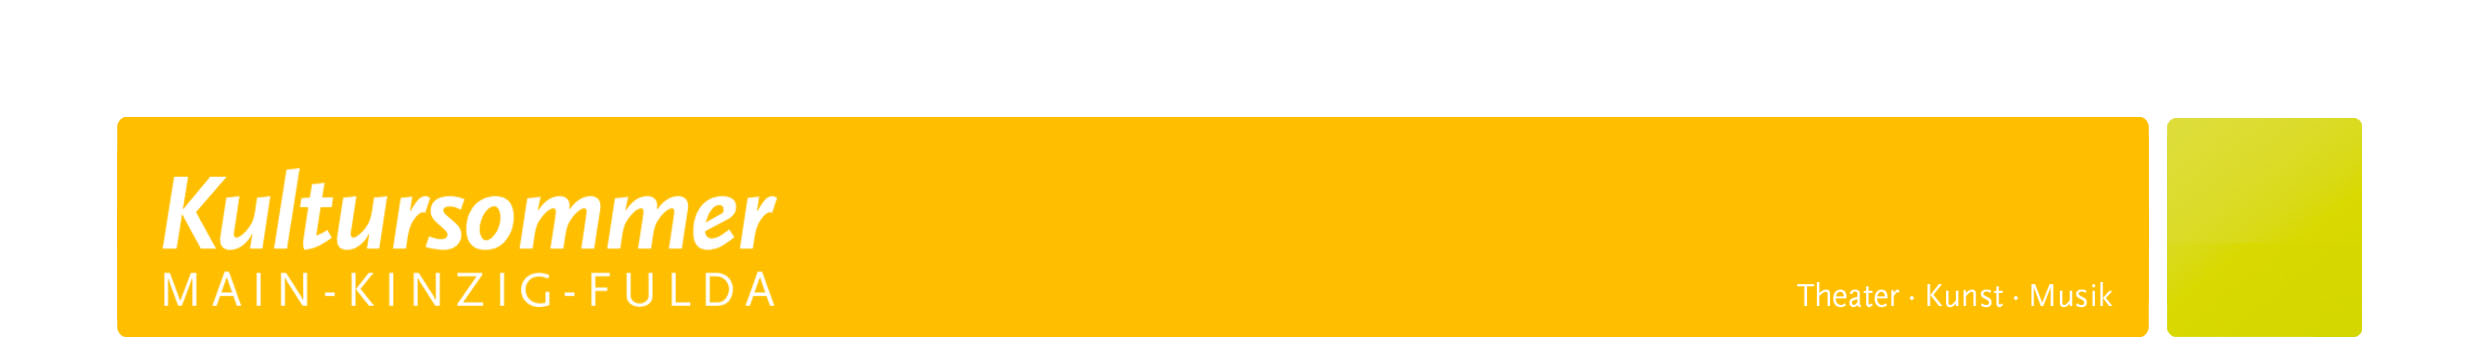 Kultursommer
MAIN-KINZIG-FULDA
Theater · Kunst · Musik